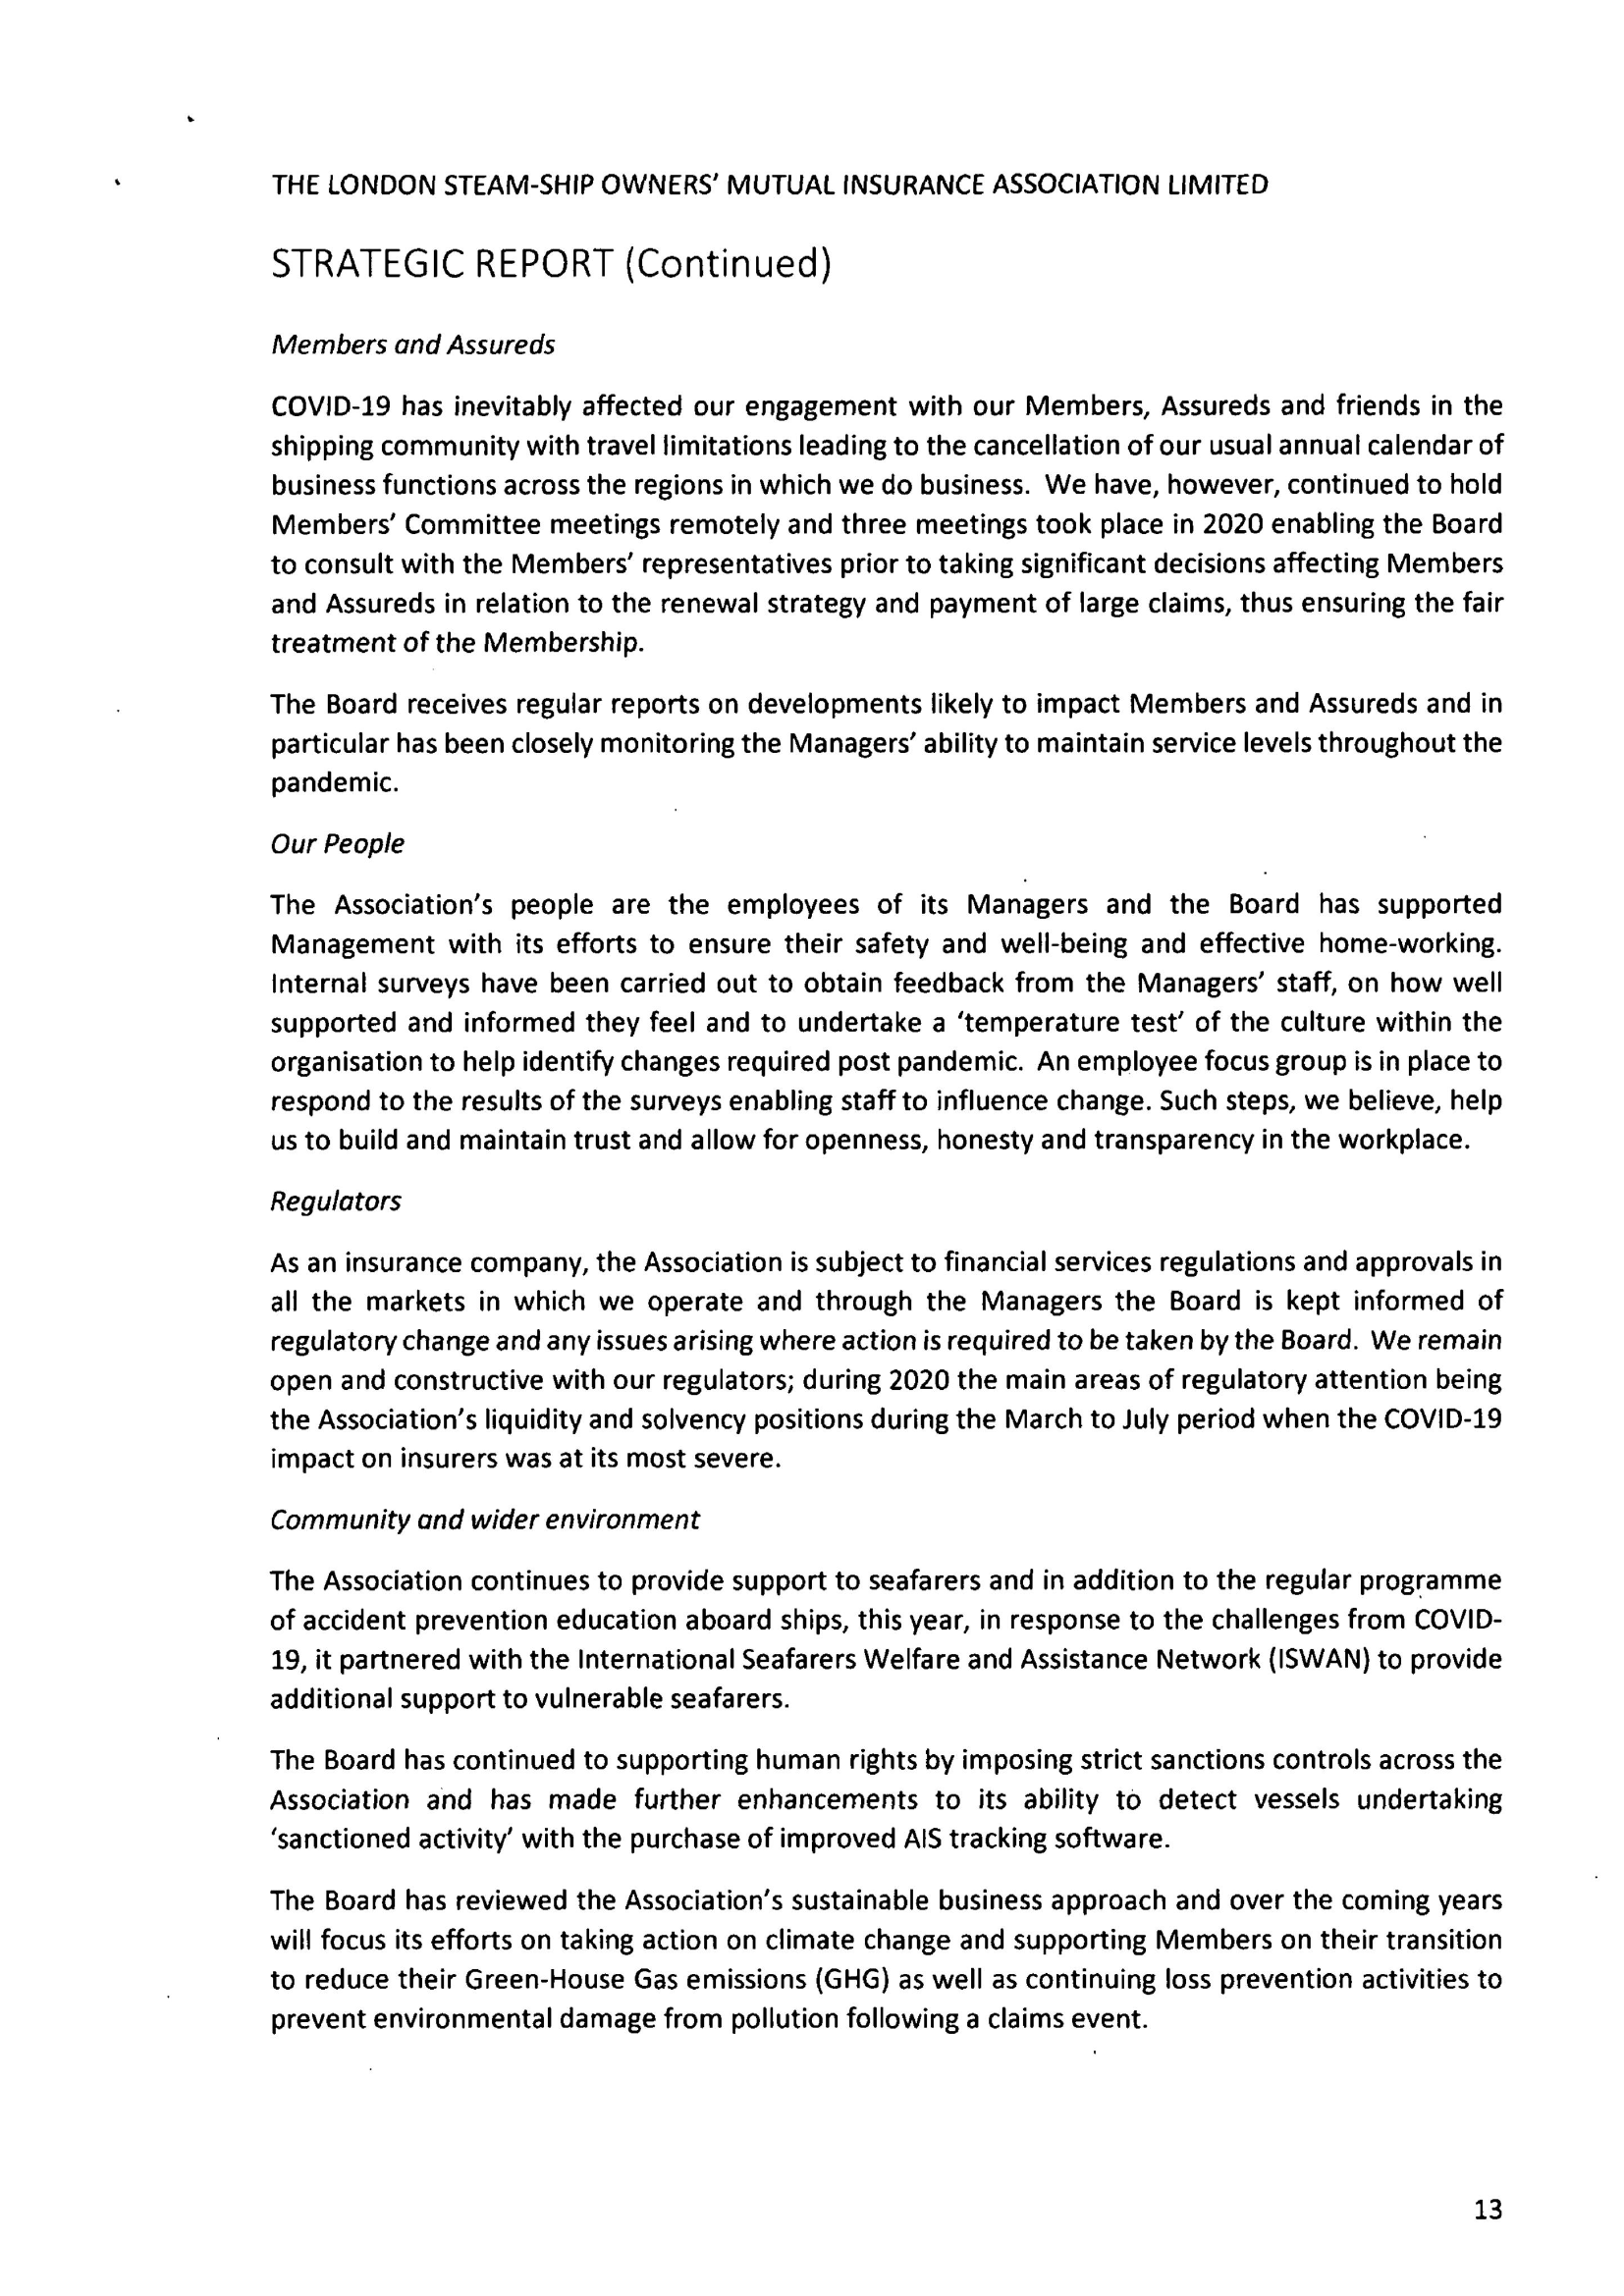 THE LONDON STEAM-SHIP OWNERS' MUTUAL INSURANCE ASSOCIATION LIMITED
STRATEGIC REPORT (Continued)
Members and Assureds
COVID-19 has inevitably affected our engagement with our Members, Assureds and friends in the
shipping community with travel limitations leading to the cancellation of our usual annual calendar of
business functions across the regions in which we do business. We have, however, continued to hold
Members' Committee meetings remotely and three meetings took place in 2020 enabling the Board
to consult with the Members' representatives prior to taking significant decisions affecting Members
and Assureds in relation to the renewal strategy and payment of large claims, thus ensuring the fair
treatment of the Membership.
The Board receives regular reports on developments likely to impact Members and Assureds and in
particular has been closely monitoring the Managers' ability to maintain service levels throughout the
pandemic.
Our People
The Association's people are the employees of its Managers and the Board has supported
Management with its efforts to ensure their safety and well-being and effective home-working.
Internal surveys have been carried out to obtain feedback from the Managers' staff, on how well
supported and informed they feel and to undertake a 'temperature test' of the culture within the
organisation to help identify changes required post pandemic. An employee focus group is in place to
respond to the results of the surveys enabling staff to influence change. Such steps, we believe, help
us to build and maintain trust and allow for openness, honesty and transparency in the workplace.
Regulators
As an insurance company, the Association is subject to financial services regulations and approvals in
all the markets in which we operate and through the Managers the Board is kept informed of
regulatory change and any issues arising where action is required to be taken by the Board. We remain
open and constructive with our regulators; during 2020 the main areas of regulatory attention being
the Association's liquidity and solvency positions during the March to July period when the COVID-19
impact on insurers was at its most severe.
Community and wider environment
The Association continues to provide support to seafarers and in addition to the regular programme
of accident prevention education aboard ships, this year, in response to the challenges from COVID-
19, it partnered with the International Seafarers Welfare and Assistance Network (ISWAN) to provide
additional support to vulnerable seafarers.
The Board has continued to supporting human rights by imposing strict sanctions controls across the
Association and has made further enhancements to its ability to detect vessels undertaking
'sanctioned activity' with the purchase of improved AIS tracking software.
The Board has reviewed the Association's sustainable business approach and over the coming years
will focus its efforts on taking action on climate change and supporting Members on their transition
to reduce their Green-House Gas emissions (GHG) as well as continuing loss prevention activities to
prevent environmental damage from pollution following a claims event.
13